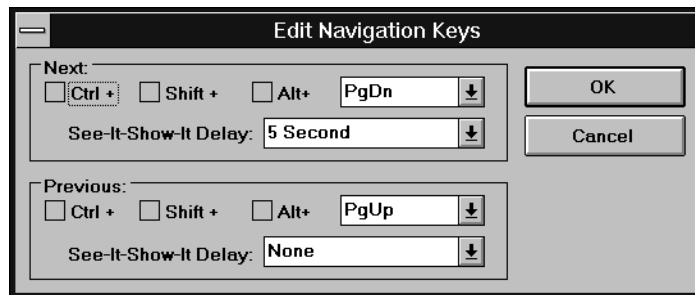 Edit Navigation Keys
Next:
Ctrl + Shift + Alt+ PgDn
See-It-Show-It Delay: 5 Second
OK
Cancel
Previous:
Ctrl + Shift + Alt+ PgUp
See-It-Show-It Delay: None